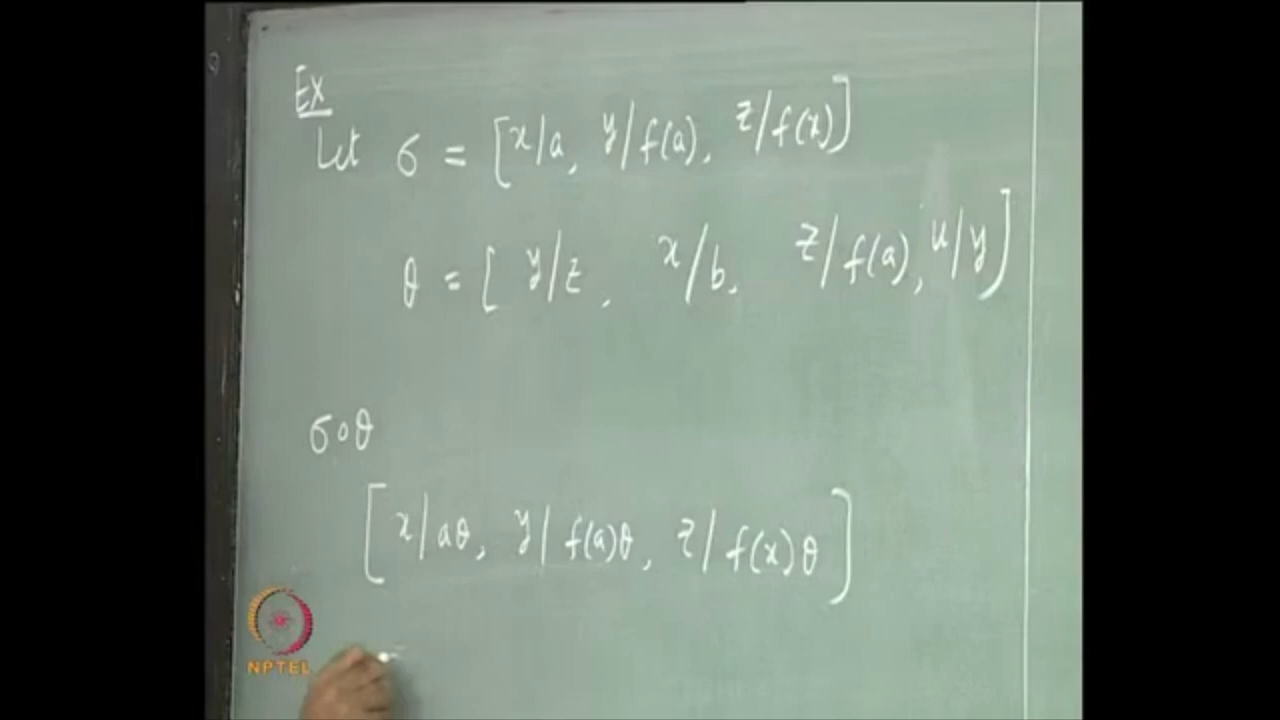 Ex
Let σ = [x/a, y/f(a), z/f(x)]
θ = [ y/z, x/b, z/f(a), u/y]
σ∘θ
[x/aθ, y/f(a)θ, z/f(x)θ]
NPTEL